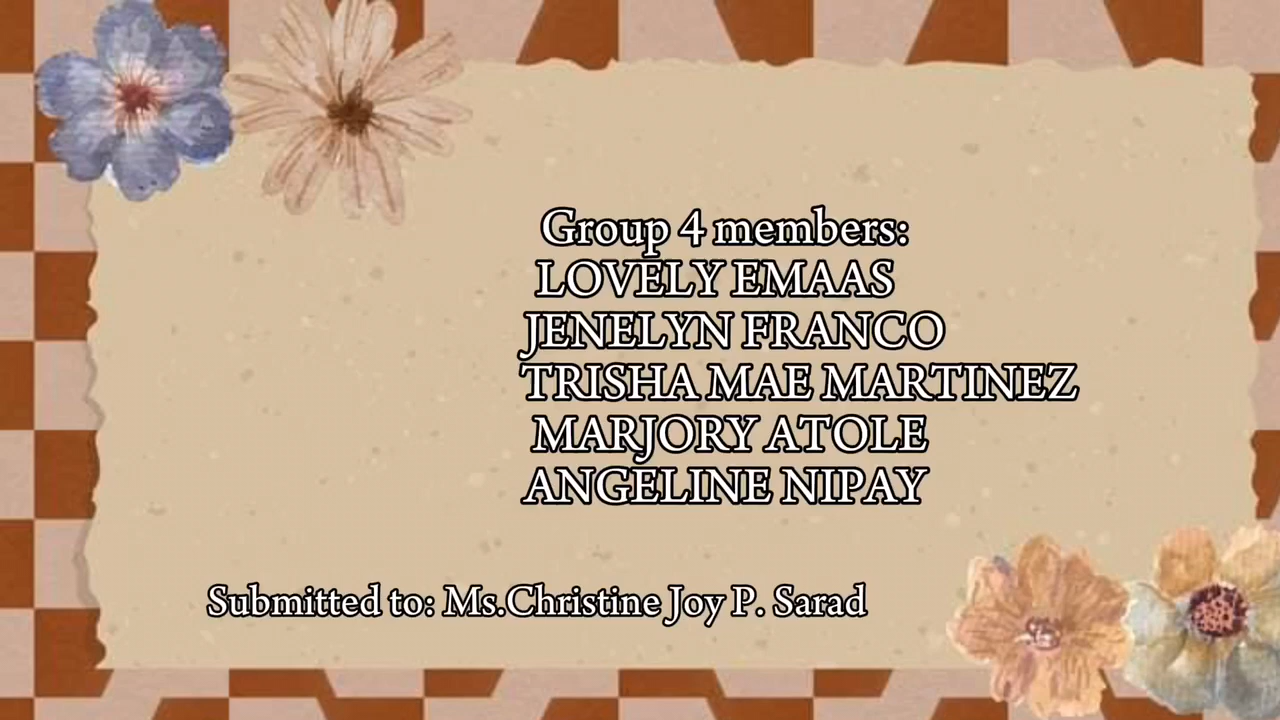 Group 4 members:
LOVELY EMAAS
JENELYN FRANCO
TRISHA MAE MARTINEZ
MARJORY ATOLE
ANGELINE NIPAY
Submitted to: Ms.Christine Joy P. Sarad